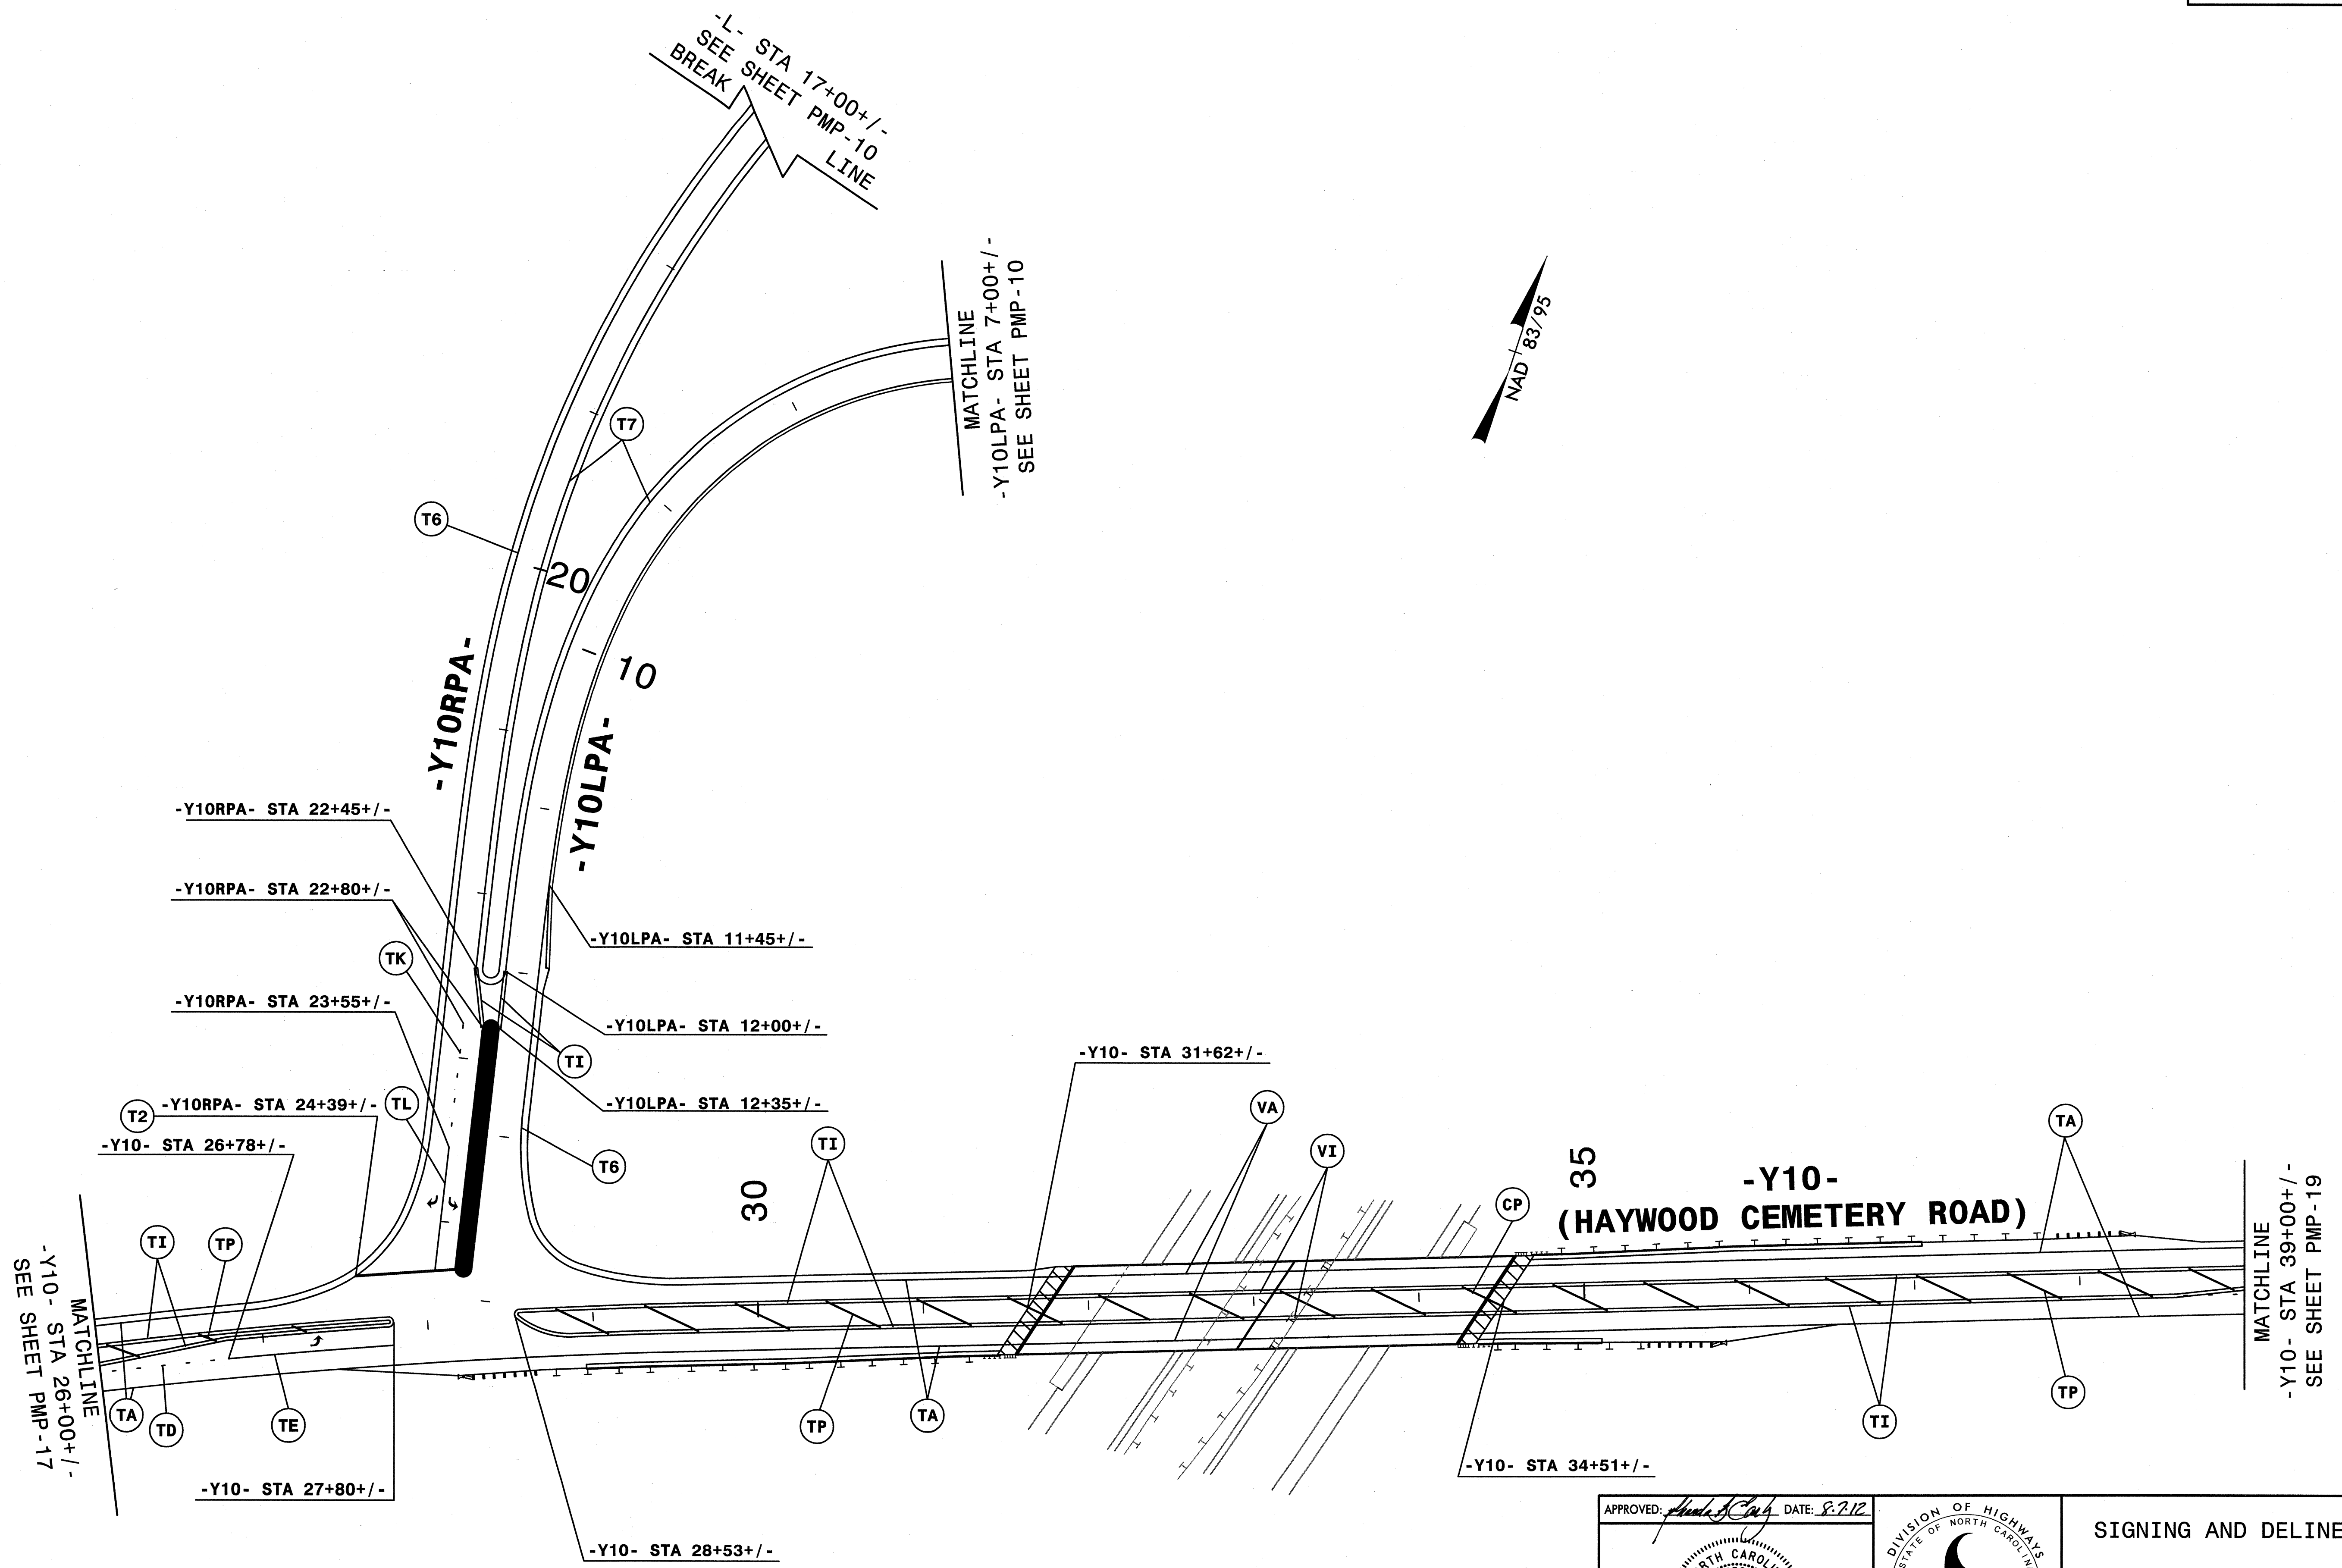 -L- STA 17+00+/-
SEE SHEET PMP-10
BREAK LINE
MATCHLINE
-Y10LPA- STA 7+00+/-
SEE SHEET PMP-10
NAD 83/95
T7
T6
20
10
-Y10RPA-
-Y10LPA-
-Y10RPA- STA 22+45+/-
-Y10RPA- STA 22+80+/-
-Y10LPA- STA 11+45+/-
TK
-Y10RPA- STA 23+55+/-
-Y10LPA- STA 12+00+/-
TI
-Y10- STA 31+62+/-
T2
-Y10RPA- STA 24+39+/-
TL
-Y10LPA- STA 12+35+/-
VA
TA
-Y10- STA 26+78+/-
TI
VI
T6
30
35
-Y10-
(HAYWOOD CEMETERY ROAD)
CP
TI
TP
MATCHLINE
-Y10- STA 26+00+/-
SEE SHEET PMP-17
MATCHLINE
-Y10- STA 39+00+/-
SEE SHEET PMP-19
TA
TD
TE
TP
TA
TI
TP
-Y10- STA 27+80+/-
-Y10- STA 34+51+/-
-Y10- STA 28+53+/-
APPROVED: DATE: 8-7-12
DIVISION OF HIGHWAYS
STATE OF NORTH CAROLIN
RTH CAROLIN
SIGNING AND DELINE